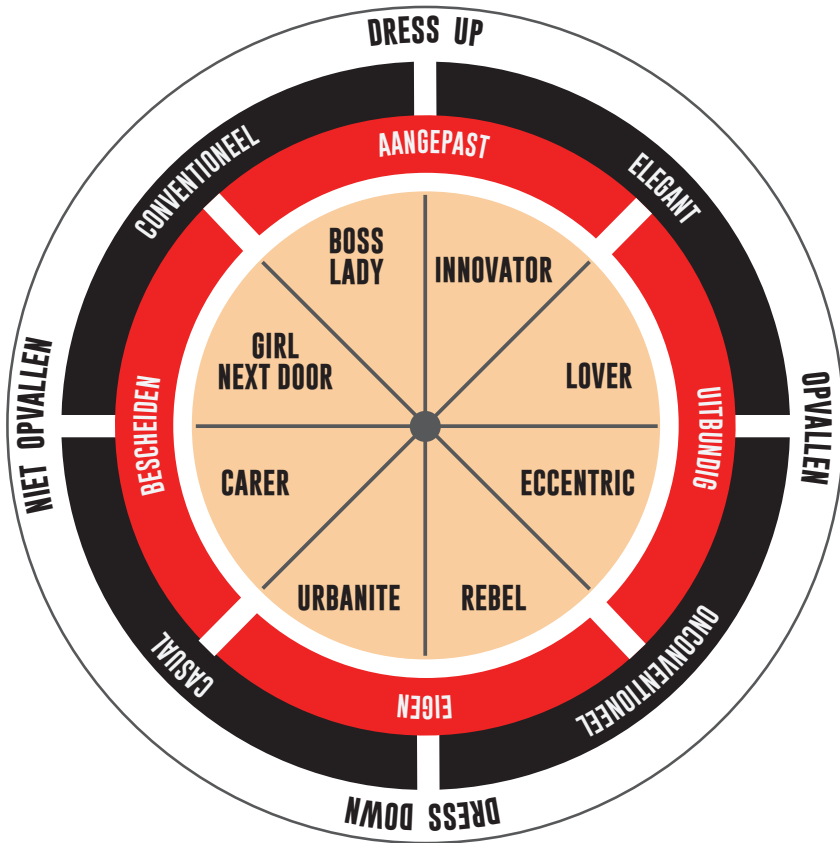 DRESS UP
CONVENTIONEEL
AANGEPAST
ELEGANT
BOSS
LADY
INNOVATOR
GIRL
NEXT DOOR
LOVER
NIET OPVALLEN
BESCHEIDEN
UITBUNDIG
OPVALLEN
CARER
ECCENTRIC
URBANITE
REBEL
CASUAL
EIGEN
ONCONVENTIONEEL
DRESS DOWN